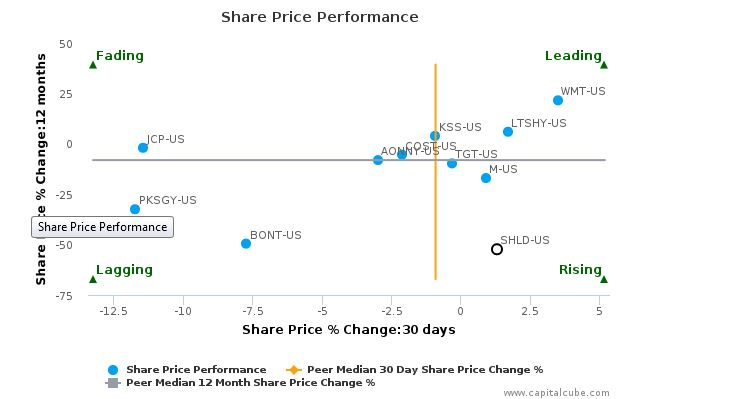 Share Price Performance
50
25
0
-25
-50
-75
Share Price % Change:12 months
Fading
Leading
WMT-US
LTSHY-US
KSS-US
JCP-US
COST-US
AONNY-US
TGT-US
M-US
PKSGY-US
Share Price Performance
BONT-US
SHLD-US
Lagging
Rising
-12.5
-10
-7.5
-5
-2.5
0
2.5
5
Share Price % Change:30 days
Share Price Performance
Peer Median 30 Day Share Price Change %
Peer Median 12 Month Share Price Change %
www.capitalcube.com